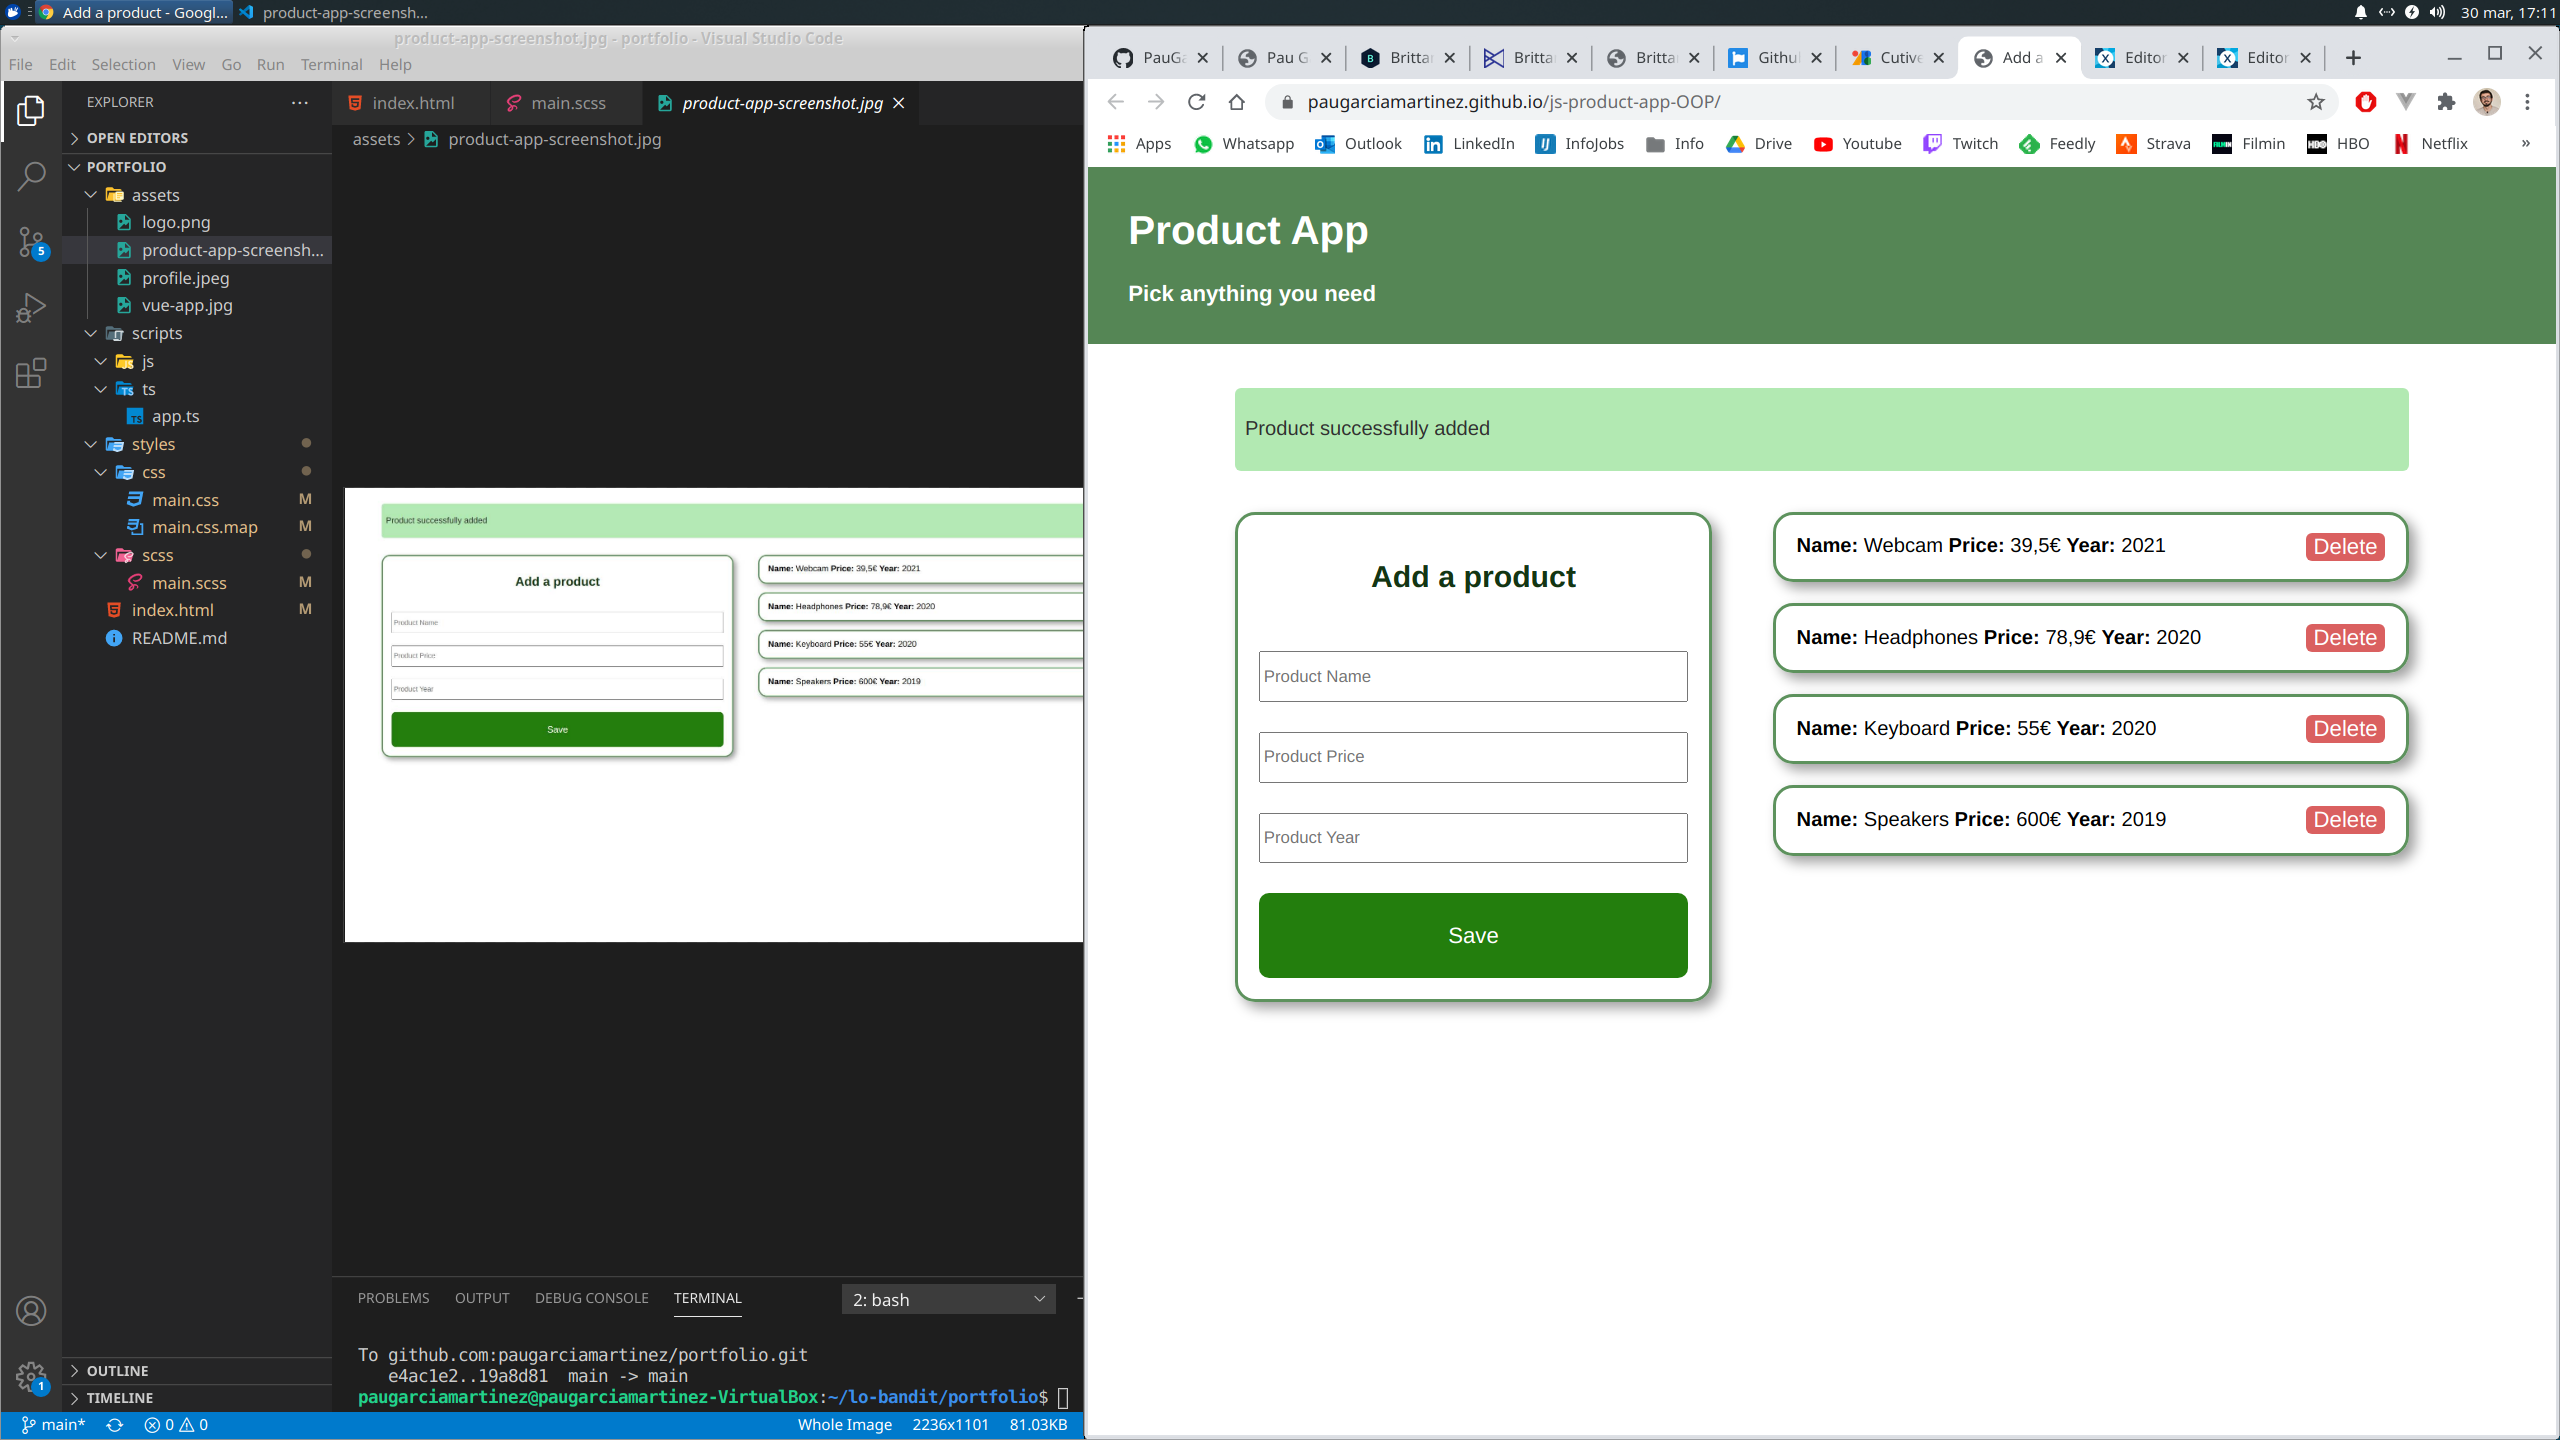 Add a product - Googl...
product-app-screensh...
30 mar, 17:11
product-app-screenshot.jpg - portfolio - Visual Studio Code
File Edit Selection View Go Run Terminal Help
EXPLORER
OPEN EDITORS
PORTFOLIO
assets
logo.png
product-app-screensh...
profile.jpeg
vue-app.jpg
scripts
js
ts
app.ts
styles
css
main.css M
main.css.map M
scss
main.scss M
index.html M
README.md
OUTLINE
TIMELINE
5
1
index.html main.scss product-app-screenshot.jpg
assets > product-app-screenshot.jpg
Product successfully added
Add a product
Product Name
Product Price
Product Year
Save
Name: Webcam Price: 39,5€ Year: 2021
Name: Headphones Price: 78,9€ Year: 2020
Name: Keyboard Price: 55€ Year: 2020
Name: Speakers Price: 600€ Year: 2019
PROBLEMS OUTPUT DEBUG CONSOLE TERMINAL 2: bash
To github.com:paugarciamartinez/portfolio.git
e4ac1e2..19a8d81 main -> main
paugarciamartinez@paugarciamartinez-VirtualBox:~/lo-bandit/portfolio$
main* 0 0 Whole Image 2236x1101 81.03KB
PauGa Pau G Brittan Brittan Brittan Githu Cutive Add a Editor Editor
paugarciamartinez.github.io/js-product-app-OOP/
Apps Whatsapp Outlook LinkedIn InfoJobs Info Drive Youtube Twitch Feedly Strava Filmin HBO Netflix »
Product App
Pick anything you need
Product successfully added
Add a product
Product Name
Product Price
Product Year
Save
Name: Webcam Price: 39,5€ Year: 2021 Delete
Name: Headphones Price: 78,9€ Year: 2020 Delete
Name: Keyboard Price: 55€ Year: 2020 Delete
Name: Speakers Price: 600€ Year: 2019 Delete